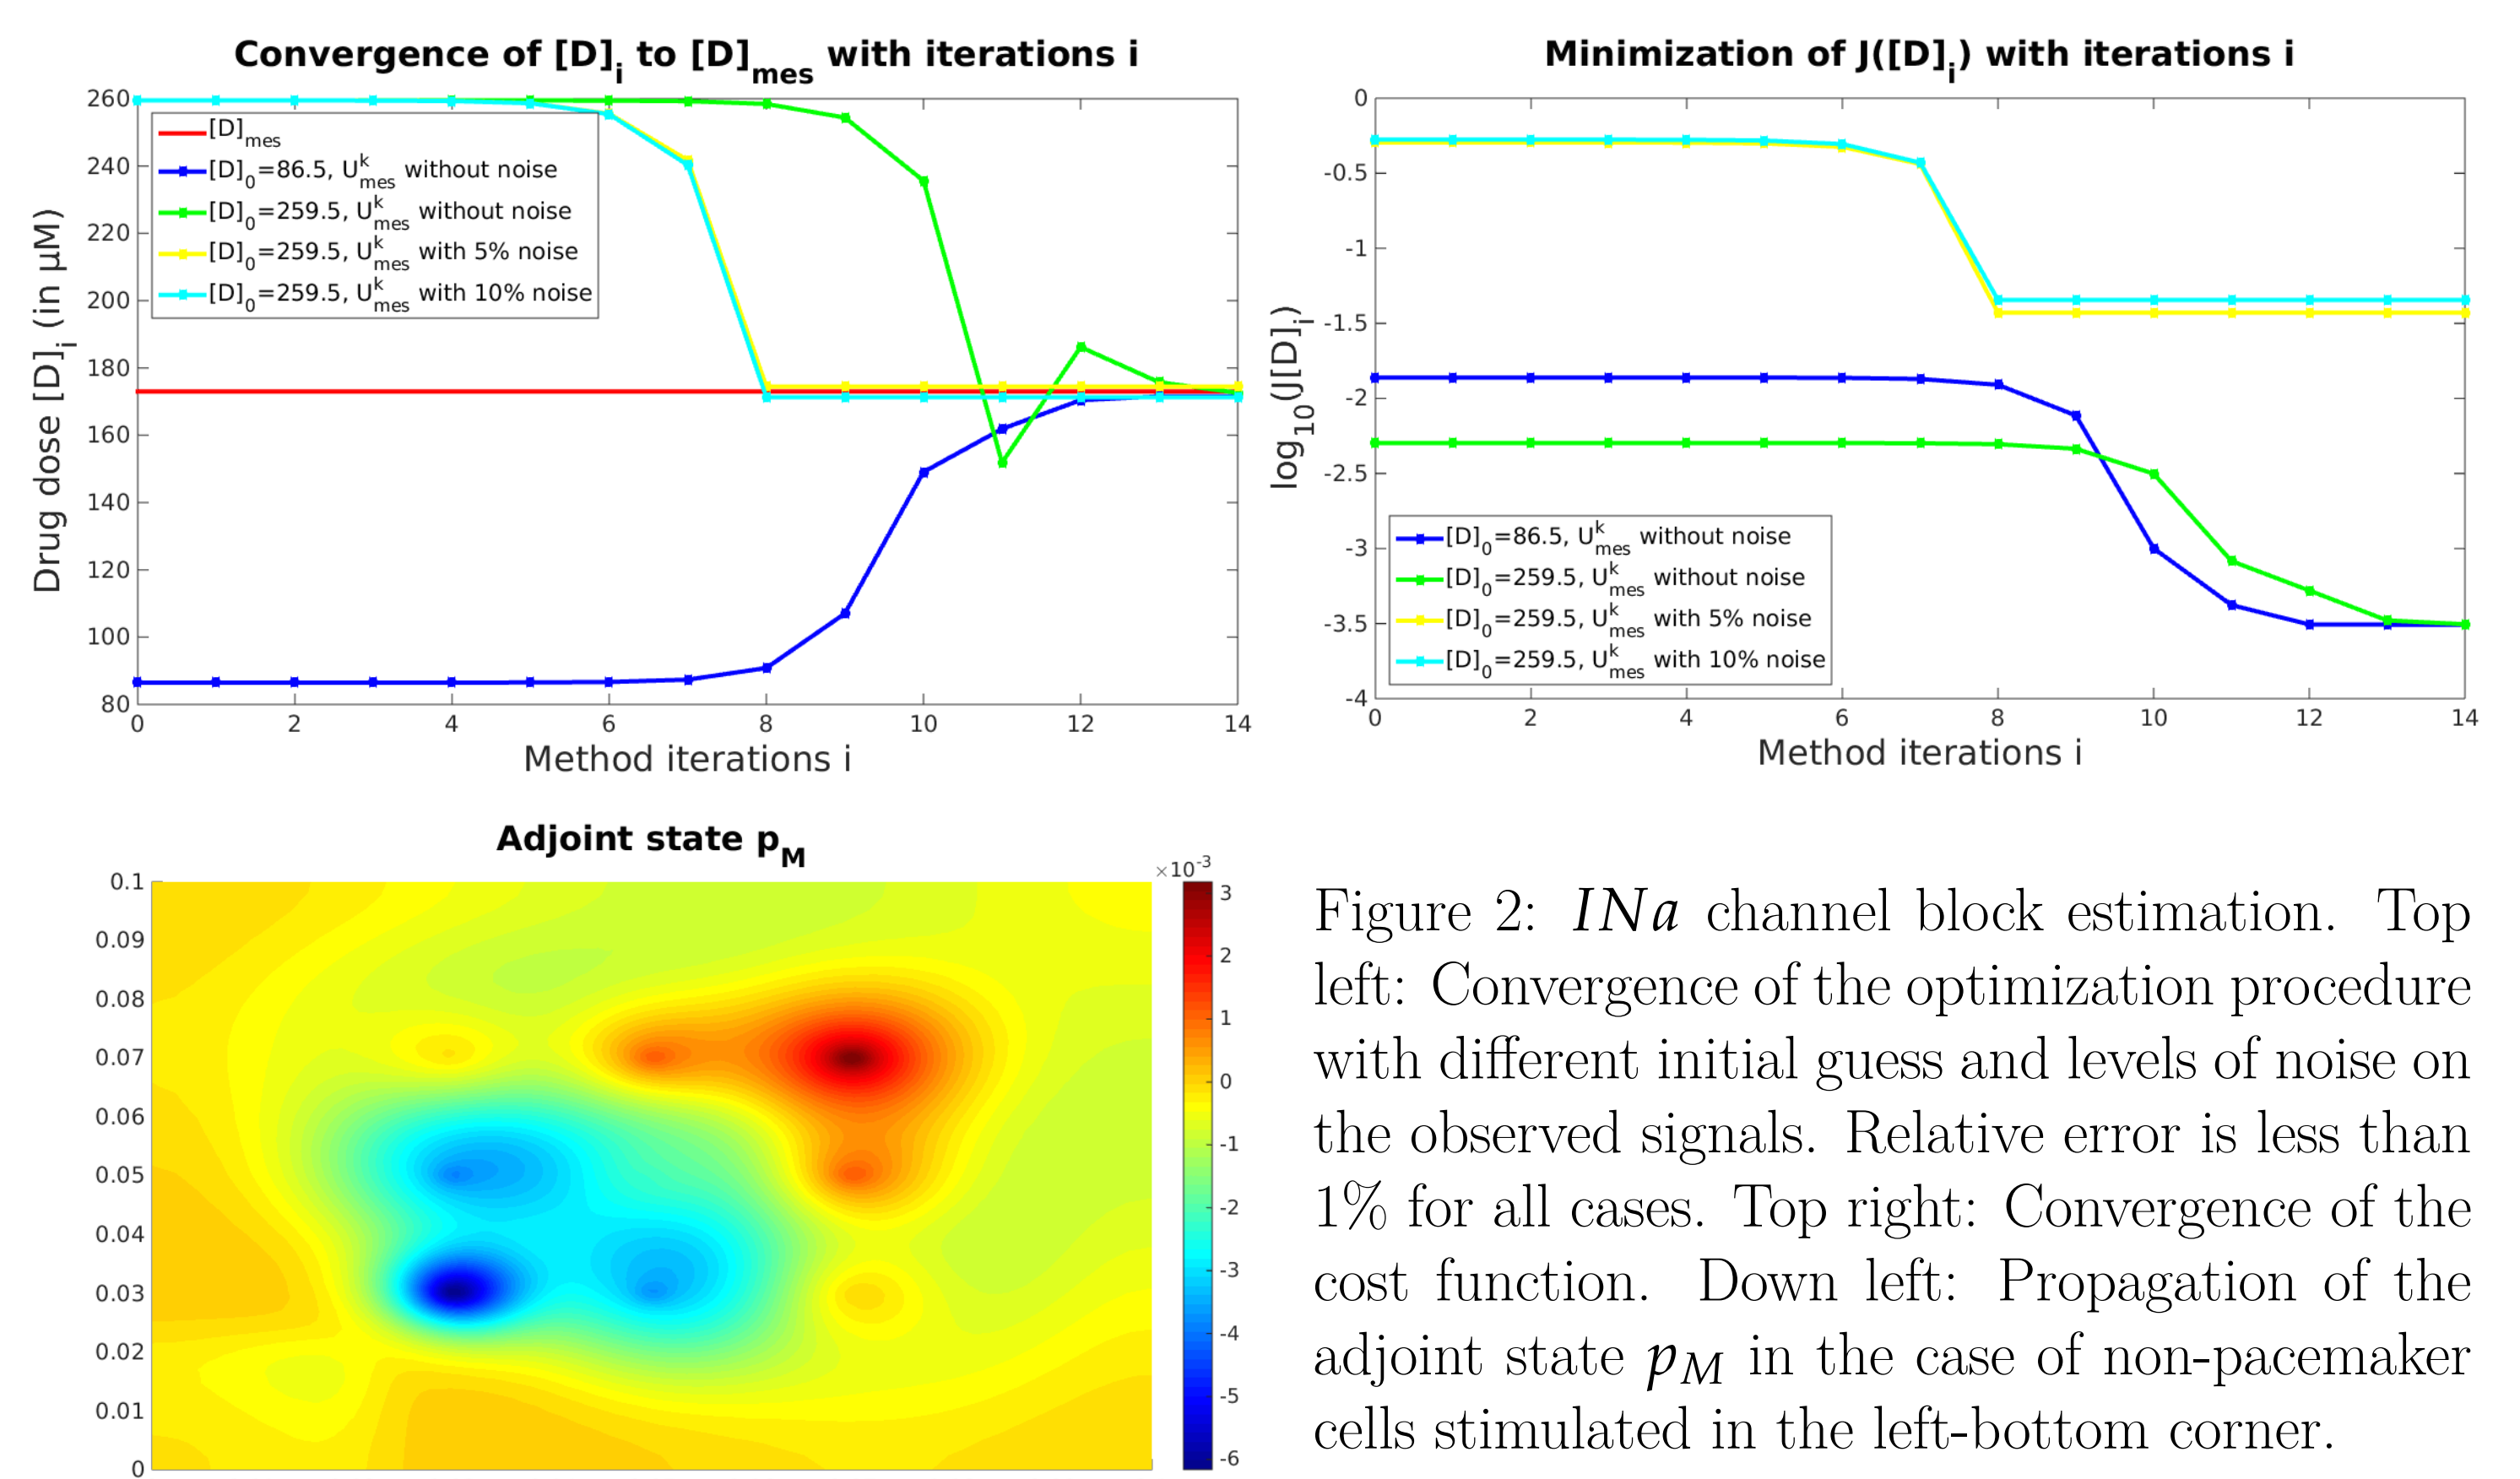 Convergence of [D]i to [D]mes with iterations i
260
240
220
200
180
160
140
120
100
80
0 2 4 6 8 10 12 14
Drug dose [D]i (in µM)
Method iterations i
[D]mes
[D]0=86.5, Ukmes without noise
[D]0=259.5, Ukmes without noise
[D]0=259.5, Ukmes with 5% noise
[D]0=259.5, Ukmes with 10% noise
Minimization of J([D]i) with iterations i
0
-0.5
-1
-1.5
-2
-2.5
-3
-3.5
-4
0 2 4 6 8 10 12 14
log10(J[D]i)
Method iterations i
[D]0=86.5, Ukmes without noise
[D]0=259.5, Ukmes without noise
[D]0=259.5, Ukmes with 5% noise
[D]0=259.5, Ukmes with 10% noise
Adjoint state pM
0.1
0.09
0.08
0.07
0.06
0.05
0.04
0.03
0.02
0.01
0
×10-3
3
2
1
0
-1
-2
-3
-4
-5
-6
Figure 2: INa channel block estimation. Top
left: Convergence of the optimization procedure
with different initial guess and levels of noise on
the observed signals. Relative error is less than
1% for all cases. Top right: Convergence of the
cost function. Down left: Propagation of the
adjoint state pM in the case of non-pacemaker
cells stimulated in the left-bottom corner.